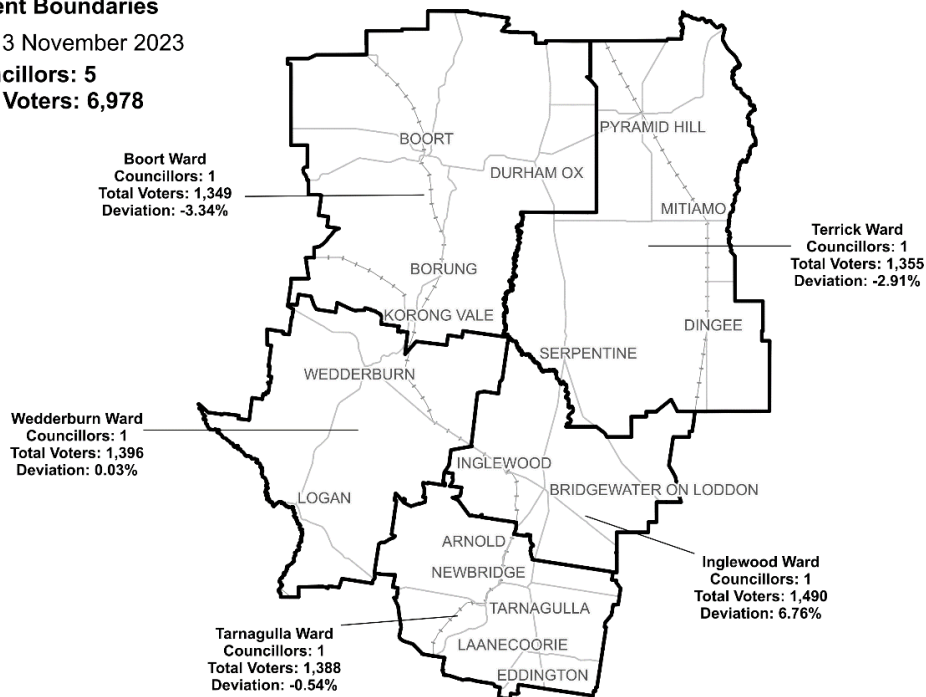 ent Boundaries
3 November 2023
cillors: 5
Voters: 6,978
BOORT
PYRAMID HILL
Boort Ward
Councillors: 1
Total Voters: 1,349
Deviation: -3.34%
DURHAM OX
MITIAMO
Terrick Ward
Councillors: 1
Total Voters: 1,355
Deviation: -2.91%
BORUNG
KORONG VALE
DINGEE
SERPENTINE
WEDDERBURN
Wedderburn Ward
Councillors: 1
Total Voters: 1,396
Deviation: 0.03%
INGLEWOOD
BRIDGEWATER ON LODDON
LOGAN
ARNOLD
NEWBRIDGE
Inglewood Ward
Councillors: 1
Total Voters: 1,490
Deviation: 6.76%
TARNAGULLA
Tarnagulla Ward
Councillors: 1
Total Voters: 1,388
Deviation: -0.54%
LAANECOORIE
EDDINGTON